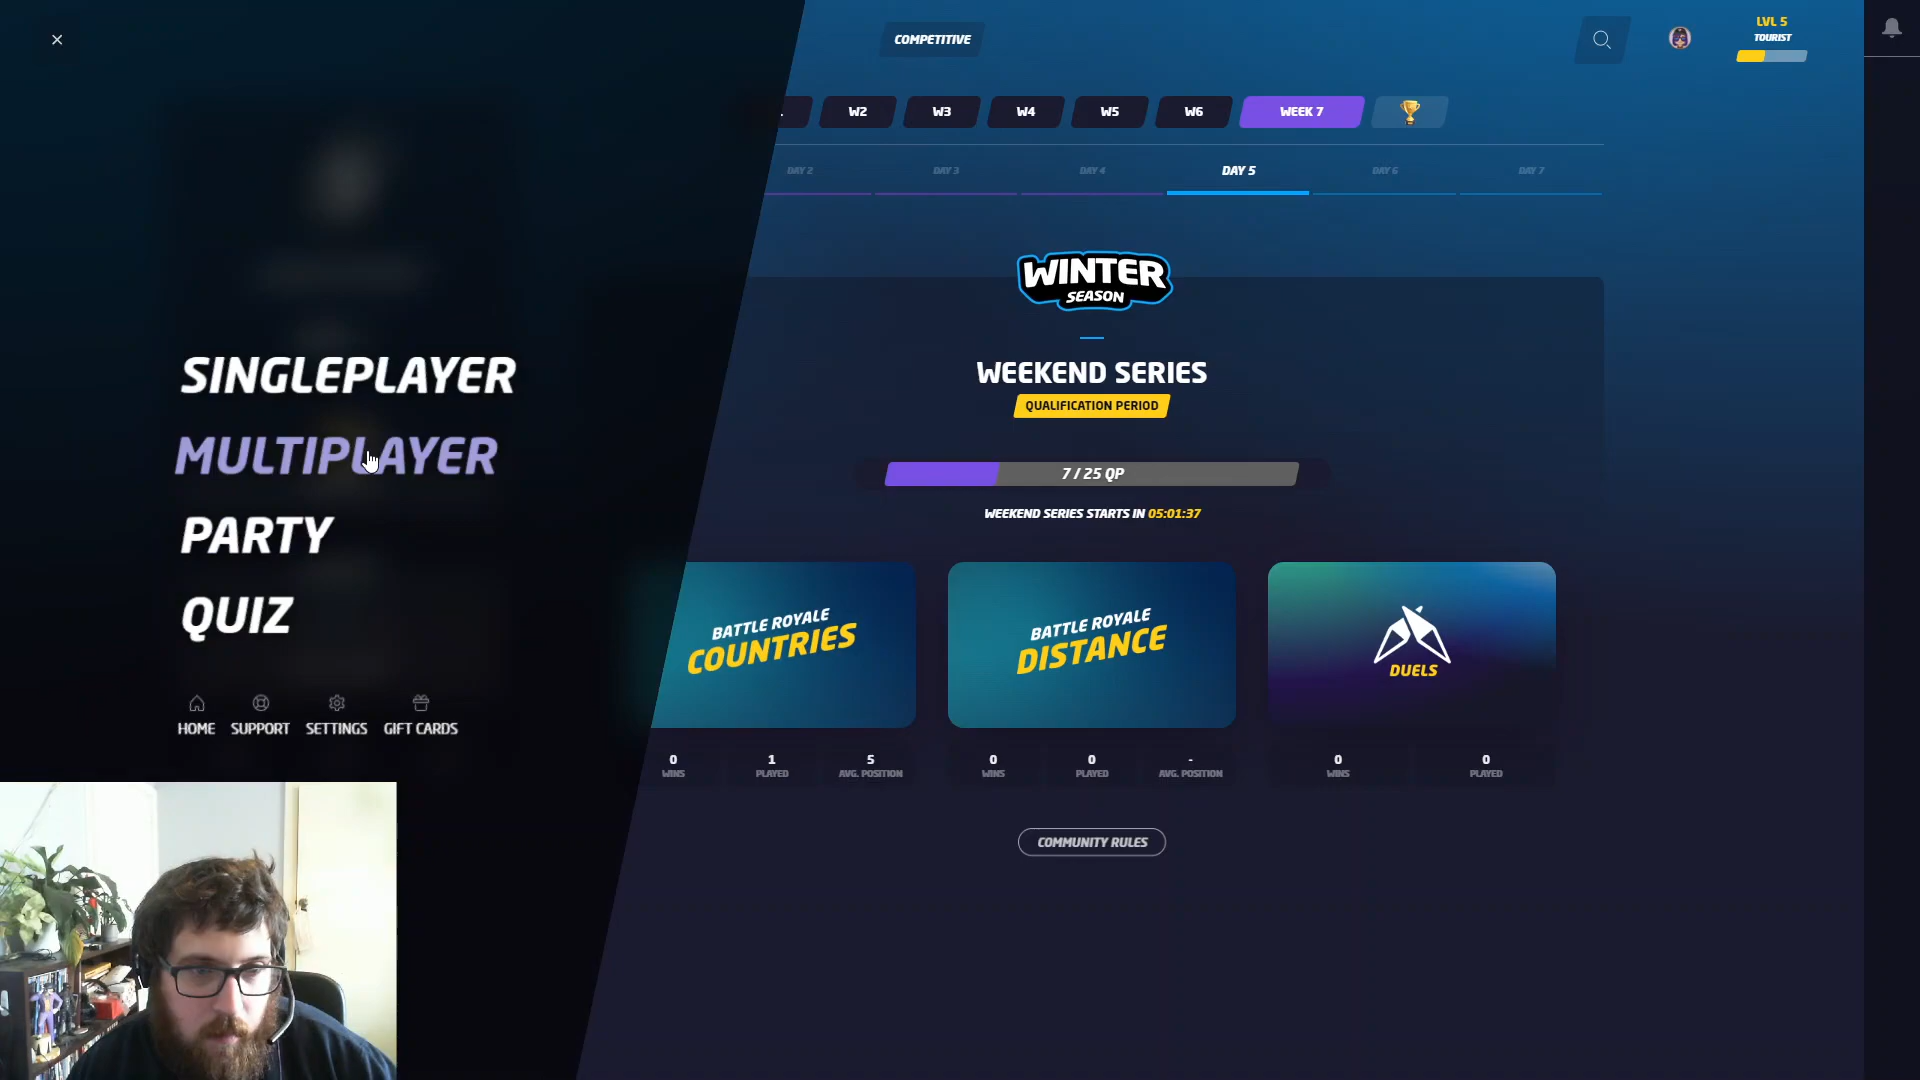 COMPETITIVE
LVL 5
TOURIST
W2
W3
W4
W5
W6
WEEK 7
DAY 2
DAY 3
DAY 4
DAY 5
DAY 6
DAY 7
WINTER
SEASON
WEEKEND SERIES
QUALIFICATION PERIOD
7 / 25 QP
WEEKEND SERIES STARTS IN 05:01:37
SINGLEPLAYER
MULTIPLAYER
PARTY
QUIZ
HOME
SUPPORT
SETTINGS
GIFT CARDS
BATTLE ROYALE
COUNTRIES
0
WINS
1
PLAYED
5
AVG. POSITION
BATTLE ROYALE
DISTANCE
0
WINS
0
PLAYED
-
AVG. POSITION
DUELS
0
WINS
0
PLAYED
COMMUNITY RULES